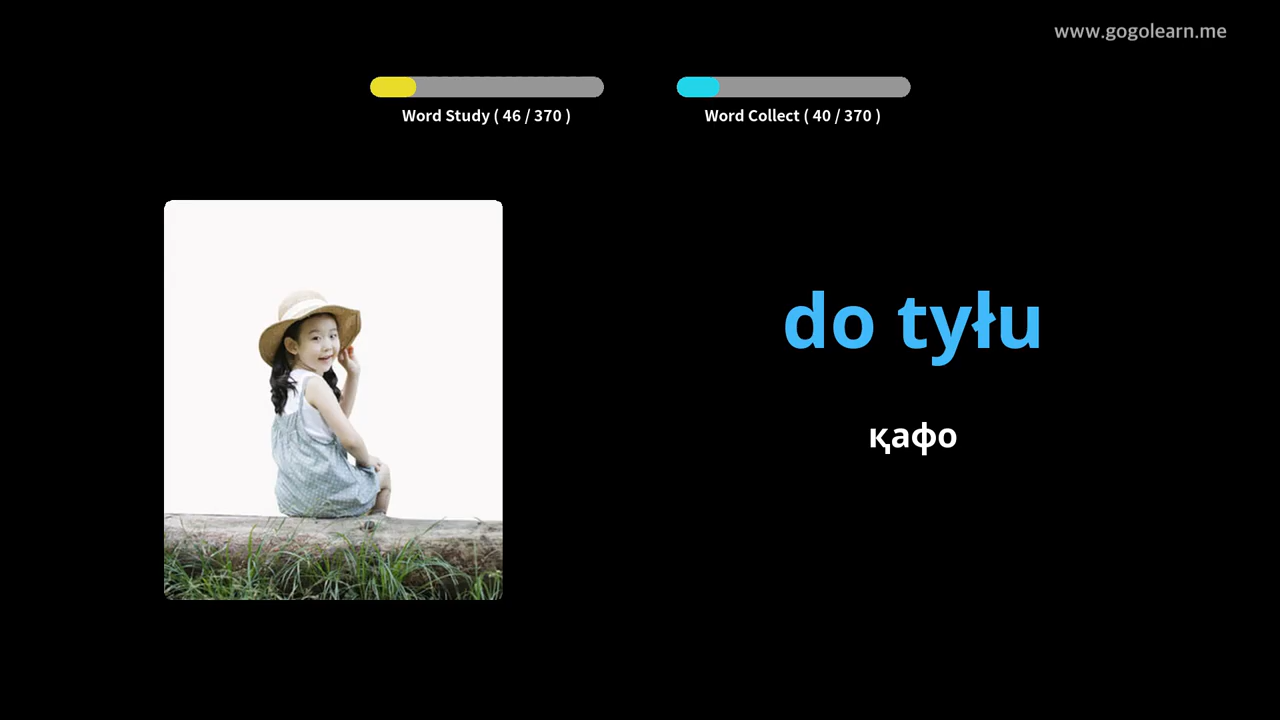 www.gogolearn.me
Word Study ( 46 / 370 )
Word Collect ( 40 / 370 )
do tyłu
қафо